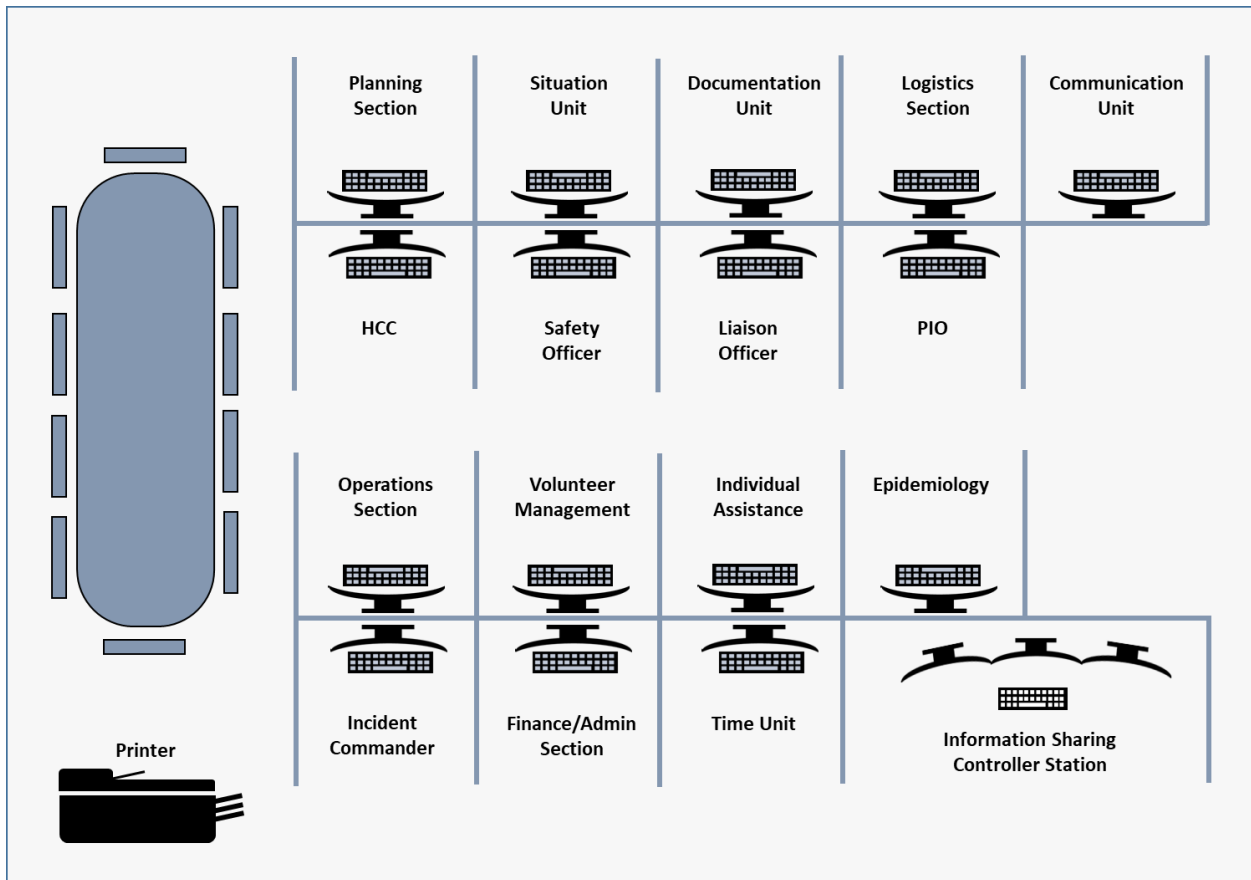 Planning
Section
Situation
Unit
Documentation
Unit
Logistics
Section
Communication
Unit
HCC
Safety
Officer
Liaison
Officer
PIO
Operations
Section
Volunteer
Management
Individual
Assistance
Epidemiology
Incident
Commander
Finance/Admin
Section
Time Unit
Information Sharing
Controller Station
Printer